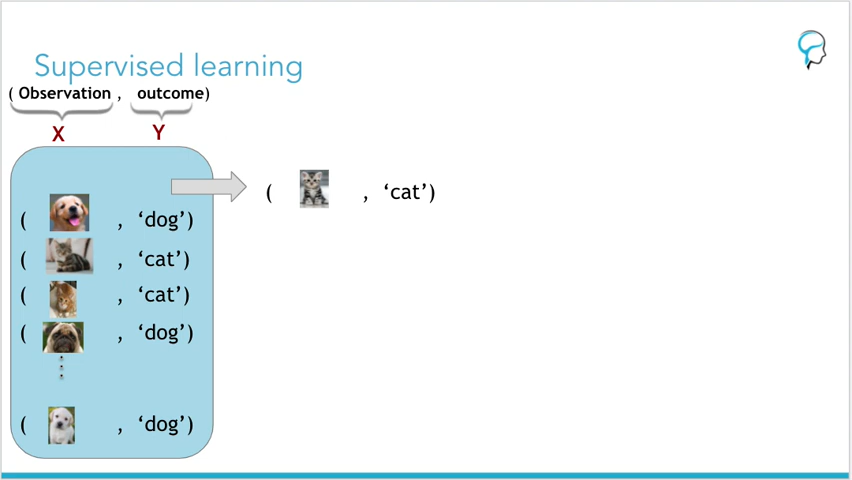 Supervised learning
( Observation , outcome)
X Y
( , ‘cat’)
( , ‘dog’)
( , ‘cat’)
( , ‘cat’)
( , ‘dog’)
( , ‘dog’)